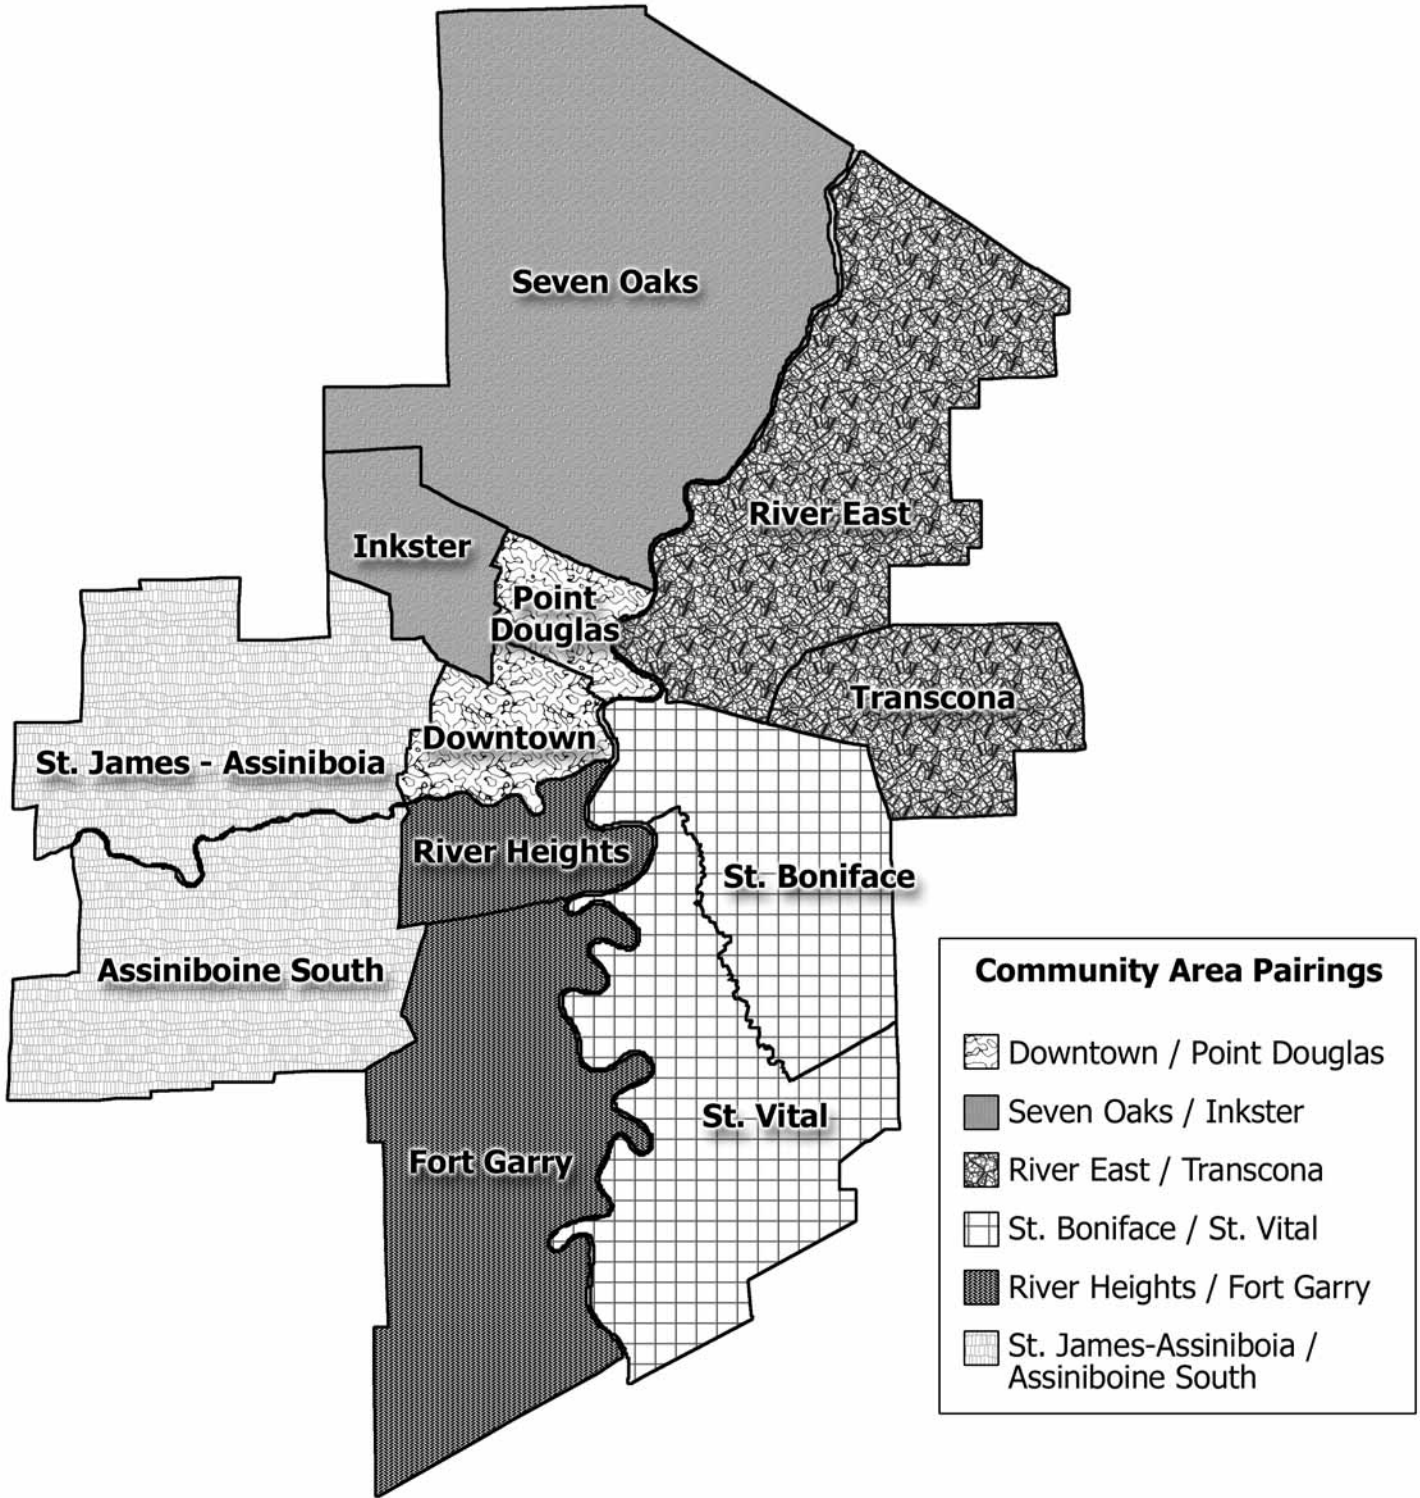 Seven Oaks
River East
Inkster
Point
Douglas
Transcona
Downtown
St. James - Assiniboia
River Heights
St. Boniface
Assiniboine South
St. Vital
Fort Garry
Community Area Pairings
Downtown / Point Douglas
Seven Oaks / Inkster
River East / Transcona
St. Boniface / St. Vital
River Heights / Fort Garry
St. James-Assiniboia /
Assiniboine South